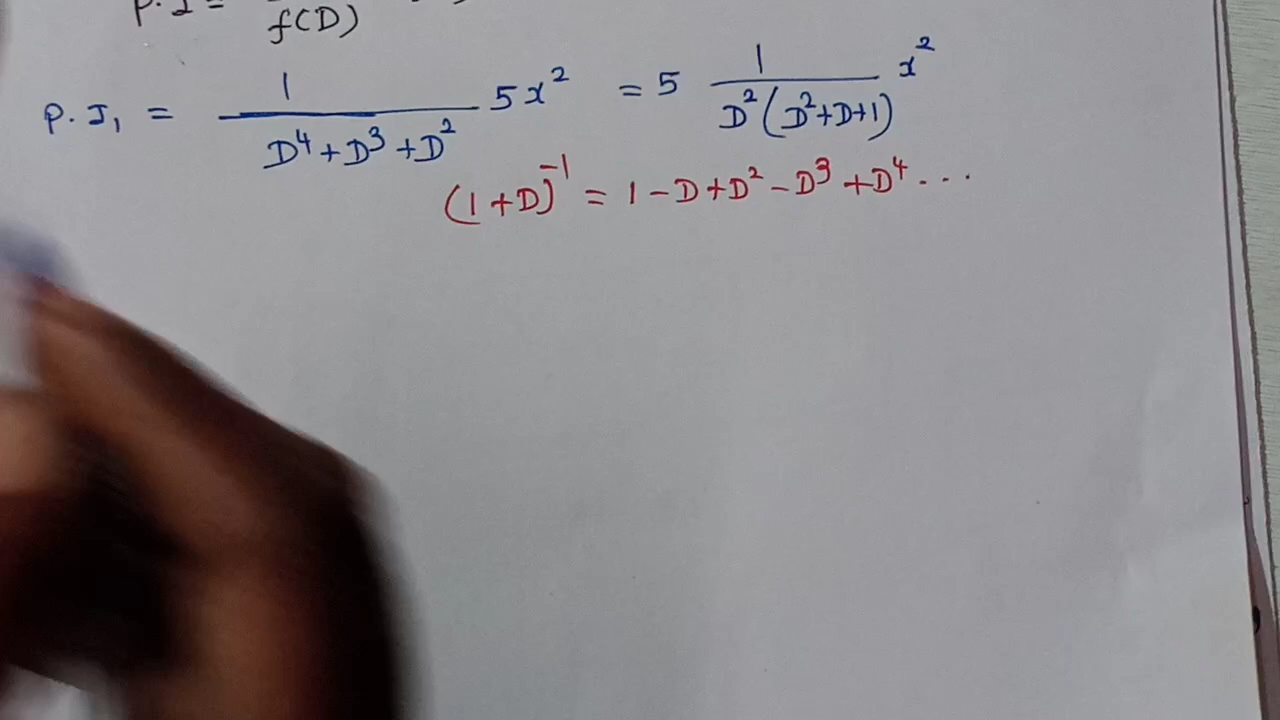 P.I = f(D)
P.I₁ = 1/(D⁴+D³+D²) 5x² = 5 1/(D²(D²+D+1)) x²
(1+D)⁻¹ = 1-D+D²-D³+D⁴...